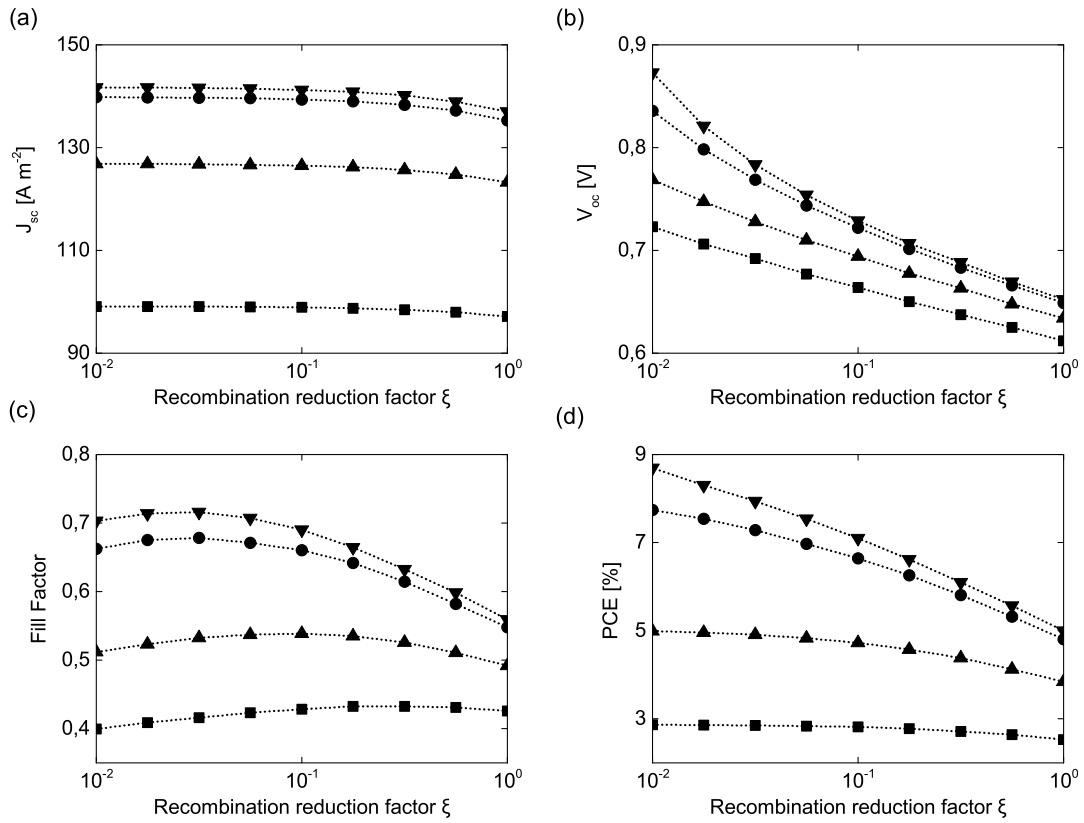 (a)
150
130
110
90
J_sc [A m^-2]
10^-2
10^-1
10^0
Recombination reduction factor ξ
(b)
0,9
0,8
0,7
0,6
V_oc [V]
10^-2
10^-1
10^0
Recombination reduction factor ξ
(c)
0,8
0,7
0,6
0,5
0,4
Fill Factor
10^-2
10^-1
10^0
Recombination reduction factor ξ
(d)
9
7
5
3
PCE [%]
10^-2
10^-1
10^0
Recombination reduction factor ξ